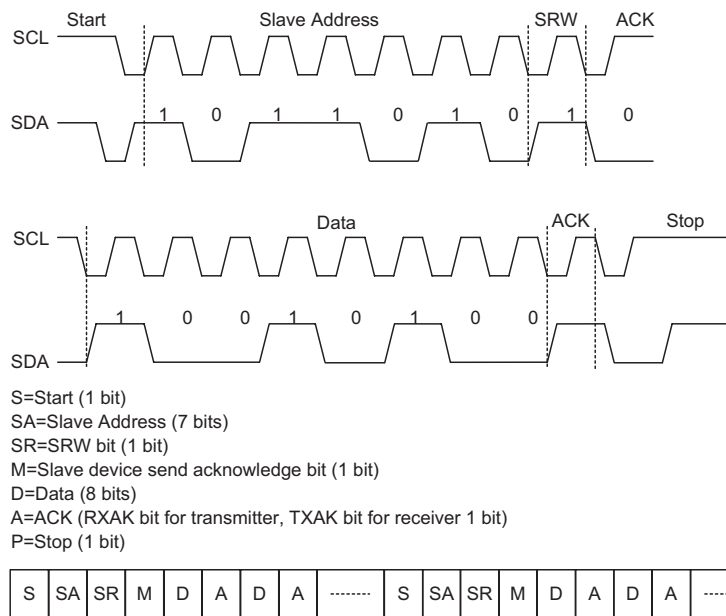 Start Slave Address SRW ACK
SCL
1 0 1 1 0 1 0 1 0
SDA
Data ACK Stop
SCL
1 0 0 1 0 1 0 0
SDA
S=Start (1 bit)
SA=Slave Address (7 bits)
SR=SRW bit (1 bit)
M=Slave device send acknowledge bit (1 bit)
D=Data (8 bits)
A=ACK (RXAK bit for transmitter, TXAK bit for receiver 1 bit)
P=Stop (1 bit)
S SA SR M D A D A S SA SR M D A D A